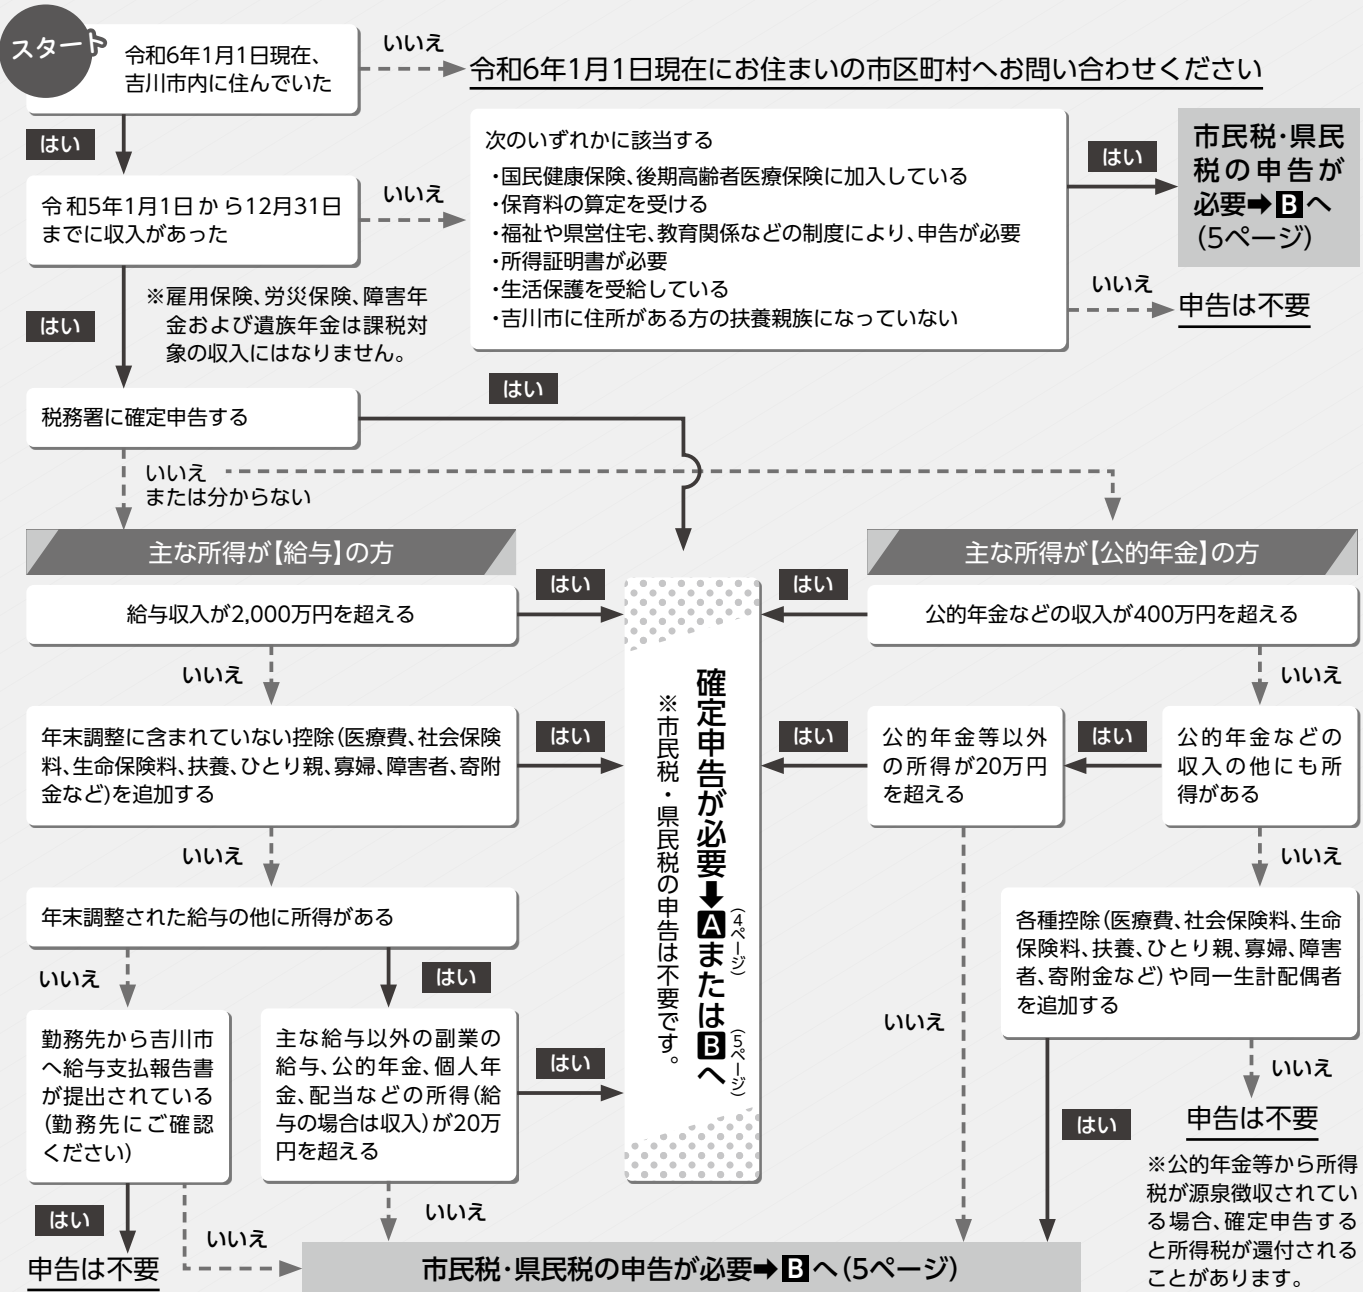 スタート
令和6年1月1日現在、
吉川市内に住んでいた
いいえ
令和6年1月1日現在にお住まいの市区町村へお問い合わせください
はい
令和5年1月1日から12月31日
までに収入があった
いいえ
次のいずれかに該当する
・国民健康保険、後期高齢者医療保険に加入している
・保育料の算定を受ける
・福祉や県営住宅、教育関係などの制度により、申告が必要
・所得証明書が必要
・生活保護を受給している
・吉川市に住所がある方の扶養親族になっていない
はい
市民税・県民
税の申告が
必要➡Bへ
(5ページ)
いいえ
申告は不要
はい
※雇用保険、労災保険、障害年
金および遺族年金は課税対
象の収入にはなりません。
税務署に確定申告する
はい
いいえ
または分からない
主な所得が【給与】の方
給与収入が2,000万円を超える
はい
いいえ
年末調整に含まれていない控除(医療費、社会保険
料、生命保険料、扶養、ひとり親、寡婦、障害者、寄附
金など)を追加する
はい
いいえ
年末調整された給与の他に所得がある
いいえ
はい
勤務先から吉川市
へ給与支払報告書
が提出されている
(勤務先にご確認
ください)
主な給与以外の副業の
給与、公的年金、個人年
金、配当などの所得(給
与の場合は収入)が20万
円を超える
はい
はい
申告は不要
いいえ
いいえ
確定申告が必要➡A(4ページ)またはB(5ページ)へ
※市民税・県民税の申告は不要です。
主な所得が【公的年金】の方
公的年金などの収入が400万円を超える
はい
いいえ
公的年金などの
収入の他にも所
得がある
はい
公的年金等以外
の所得が20万円
を超える
はい
いいえ
いいえ
各種控除(医療費、社会保険料、生命
保険料、扶養、ひとり親、寡婦、障害
者、寄附金など)や同一生計配偶者
を追加する
はい
いいえ
申告は不要
※公的年金等から所得
税が源泉徴収されてい
る場合、確定申告する
と所得税が還付される
ことがあります。
市民税・県民税の申告が必要➡Bへ(5ページ)